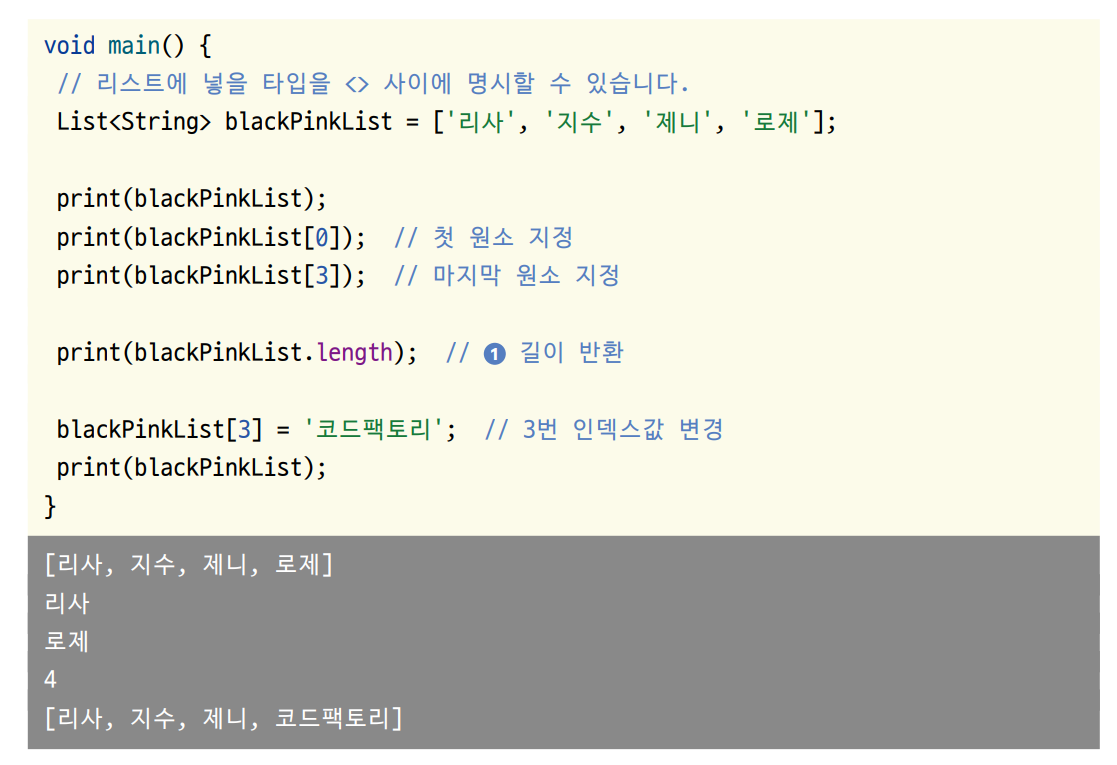 void main() {
// 리스트에 넣을 타입을 <> 사이에 명시할 수 있습니다.
List<String> blackPinkList = ['리사', '지수', '제니', '로제'];
print(blackPinkList);
print(blackPinkList[0]); // 첫 원소 지정
print(blackPinkList[3]); // 마지막 원소 지정
print(blackPinkList.length); // ❶ 길이 반환
blackPinkList[3] = '코드팩토리'; // 3번 인덱스값 변경
print(blackPinkList);
}
[리사, 지수, 제니, 로제]
리사
로제
4
[리사, 지수, 제니, 코드팩토리]